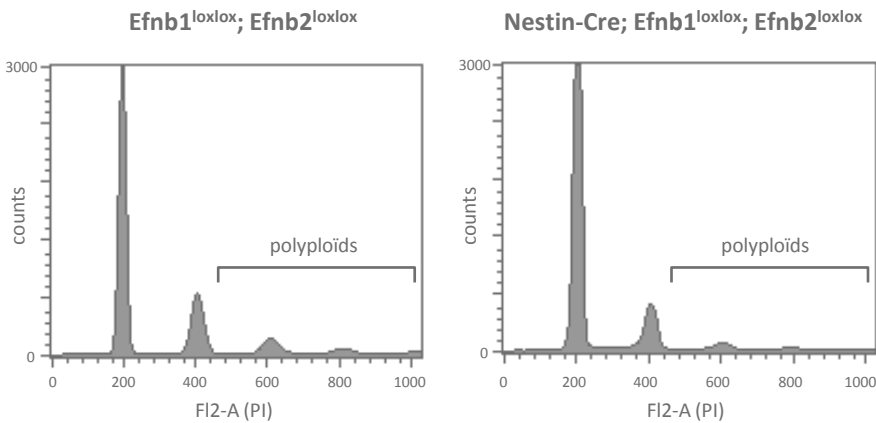 Efnb1loxlox; Efnb2loxlox
Nestin-Cre; Efnb1loxlox; Efnb2loxlox
3000
counts
polyploïds
0
0 200 400 600 800 1000
Fl2-A (PI)
3000
counts
polyploïds
0
0 200 400 600 800 1000
Fl2-A (PI)